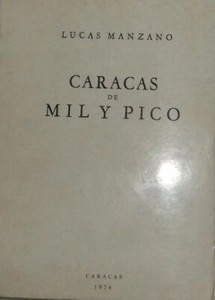 LUCAS MANZANO
CARACAS
DE
MIL Y PICO
CARACAS
1974